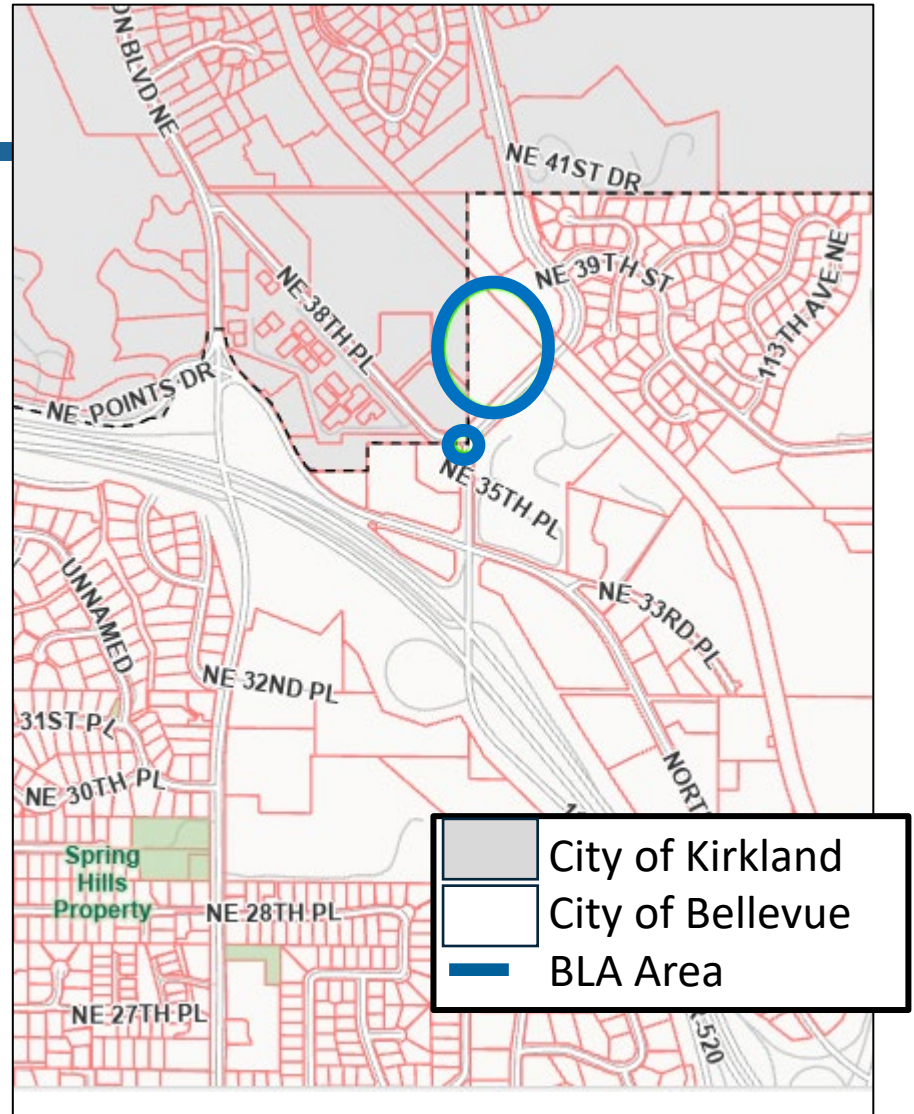 ON BLVD NE
NE 41ST DR
NE 39TH ST
113TH AVE NE
NE 38TH PL
NE POINTS DR
NE 35TH PL
UNNAMED
NE 33RD PL
NE 32ND PL
31ST PL
NE 30TH PL
NORT
Spring
Hills
Property
NE 28TH PL
NE 27TH PL
520
City of Kirkland
City of Bellevue
BLA Area